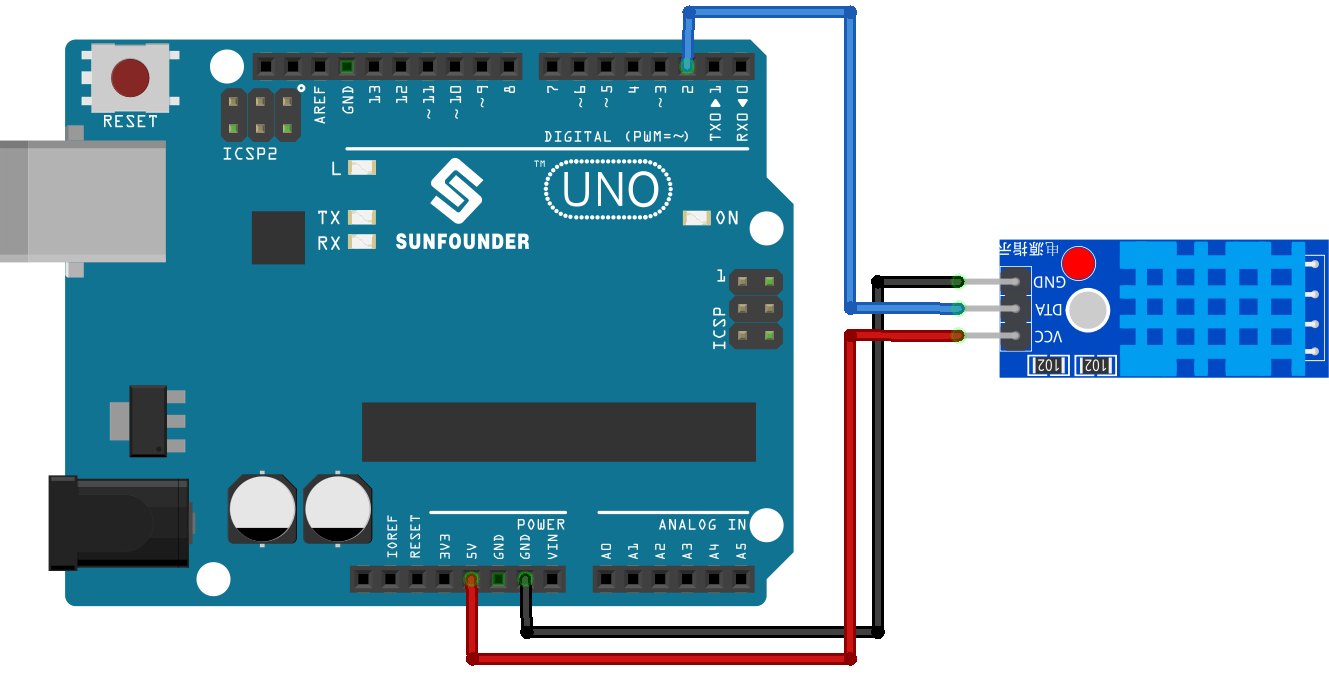 RESET
ICSP2
AREF
GND
13
12
~11
~10
~9
8
7
~6
~5
4
~3
2
TX0▶1
RX0◀0
DIGITAL (PWM=~)
L
TX
RX
SUNFOUNDER
TM
UNO
ON
1
ICSP
电源指示
GND
DTA
VCC
102
102
POWER
ANALOG IN
IOREF
RESET
3V3
5V
GND
GND
VIN
A0
A1
A2
A3
A4
A5